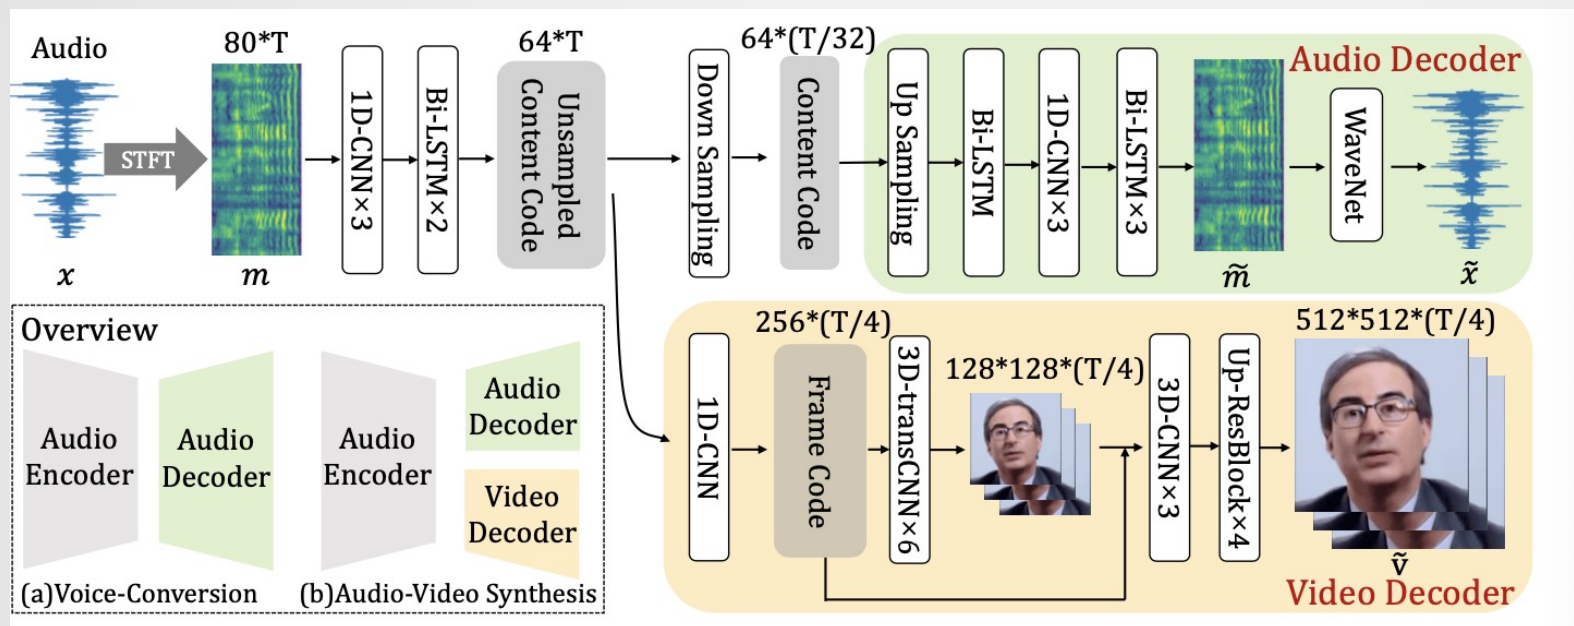 Audio
x
STFT
80*T
m
1D-CNN×3
Bi-LSTM×2
64*T
Unsampled
Content Code
Down Sampling
64*(T/32)
Content Code
Audio Decoder
Up Sampling
Bi-LSTM
1D-CNN×3
Bi-LSTM×3
m̃
WaveNet
x̃
Overview
Audio
Encoder
Audio
Decoder
(a)Voice-Conversion
Audio
Encoder
Audio
Decoder
Video
Decoder
(b)Audio-Video Synthesis
1D-CNN
256*(T/4)
Frame Code
3D-transCNN×6
128*128*(T/4)
3D-CNN×3
Up-ResBlock×4
512*512*(T/4)
ṽ
Video Decoder